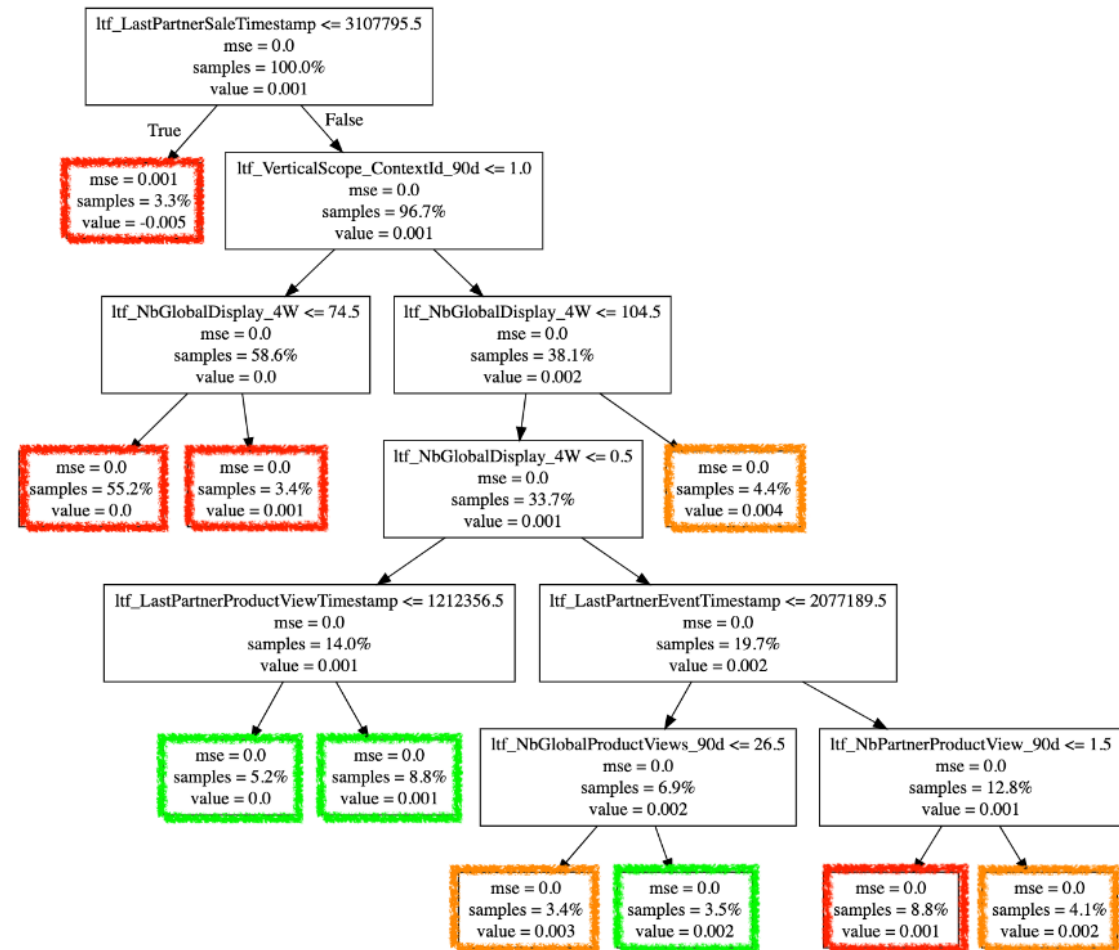 ltf_LastPartnerSaleTimestamp <= 3107795.5
mse = 0.0
samples = 100.0%
value = 0.001
True
False
mse = 0.001
samples = 3.3%
value = -0.005
ltf_VerticalScope_ContextId_90d <= 1.0
mse = 0.0
samples = 96.7%
value = 0.001
ltf_NbGlobalDisplay_4W <= 74.5
mse = 0.0
samples = 58.6%
value = 0.0
ltf_NbGlobalDisplay_4W <= 104.5
mse = 0.0
samples = 38.1%
value = 0.002
mse = 0.0
samples = 55.2%
value = 0.0
mse = 0.0
samples = 3.4%
value = 0.001
ltf_NbGlobalDisplay_4W <= 0.5
mse = 0.0
samples = 33.7%
value = 0.001
mse = 0.0
samples = 4.4%
value = 0.004
ltf_LastPartnerProductViewTimestamp <= 1212356.5
mse = 0.0
samples = 14.0%
value = 0.001
ltf_LastPartnerEventTimestamp <= 2077189.5
mse = 0.0
samples = 19.7%
value = 0.002
mse = 0.0
samples = 5.2%
value = 0.0
mse = 0.0
samples = 8.8%
value = 0.001
ltf_NbGlobalProductViews_90d <= 26.5
mse = 0.0
samples = 6.9%
value = 0.002
ltf_NbPartnerProductView_90d <= 1.5
mse = 0.0
samples = 12.8%
value = 0.001
mse = 0.0
samples = 3.4%
value = 0.003
mse = 0.0
samples = 3.5%
value = 0.002
mse = 0.0
samples = 8.8%
value = 0.001
mse = 0.0
samples = 4.1%
value = 0.002